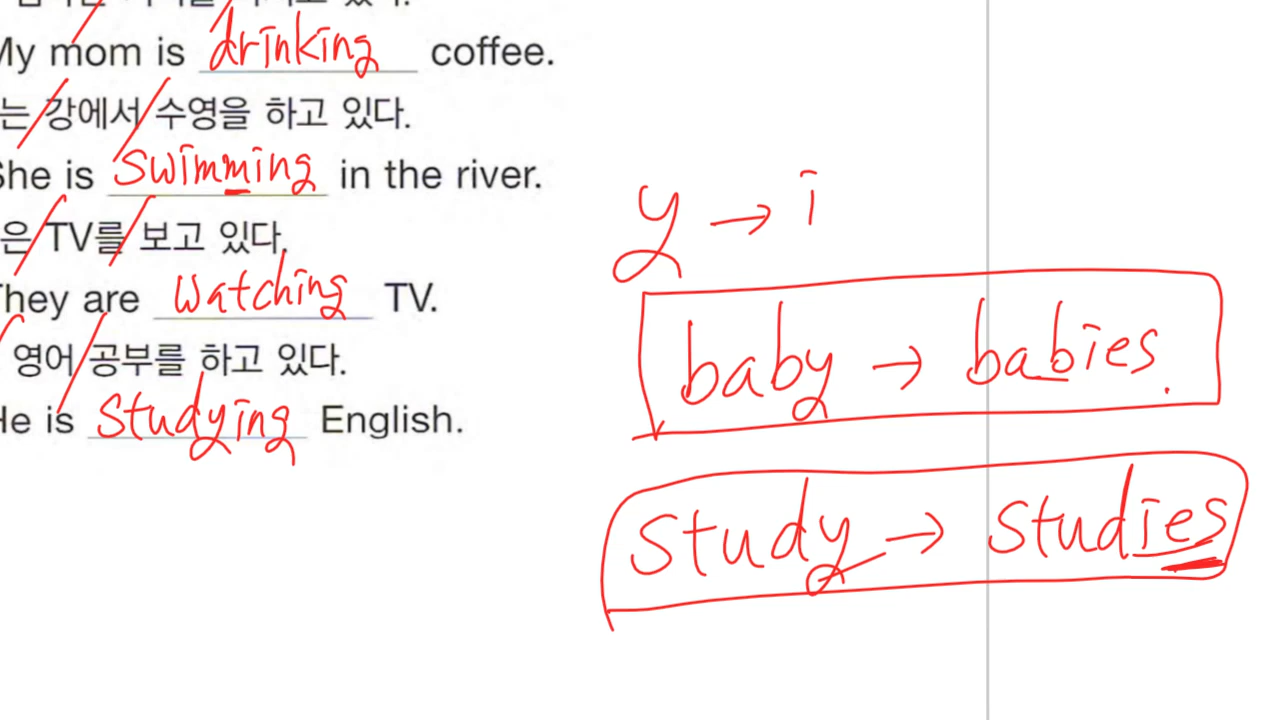 My mom is drinking coffee.
는 강에서 수영을 하고 있다.
She is swimming in the river.
은 TV를 보고 있다.
They are watching TV.
영어 공부를 하고 있다.
He is studying English.
y → i
baby → babies.
study → studies